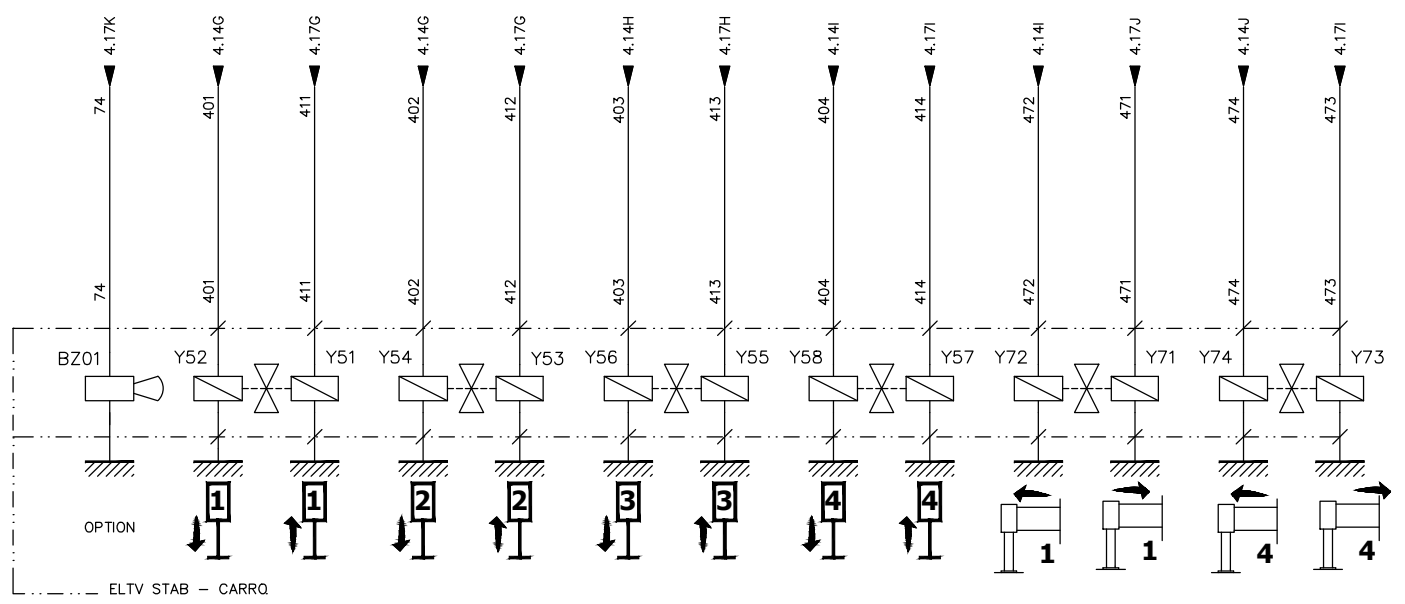 4.17K 4.14G 4.17G 4.14G 4.17G 4.14H 4.17H 4.14I 4.17I 4.14I 4.17J 4.14J 4.17I
74 401 411 402 412 403 413 404 414 472 471 474 473
74 401 411 402 412 403 413 404 414 472 471 474 473
BZ01 Y52 Y51 Y54 Y53 Y56 Y55 Y58 Y57 Y72 Y71 Y74 Y73
1 1 2 2 3 3 4 4
OPTION 1 1 4 4
ELTV STAB - CARRO